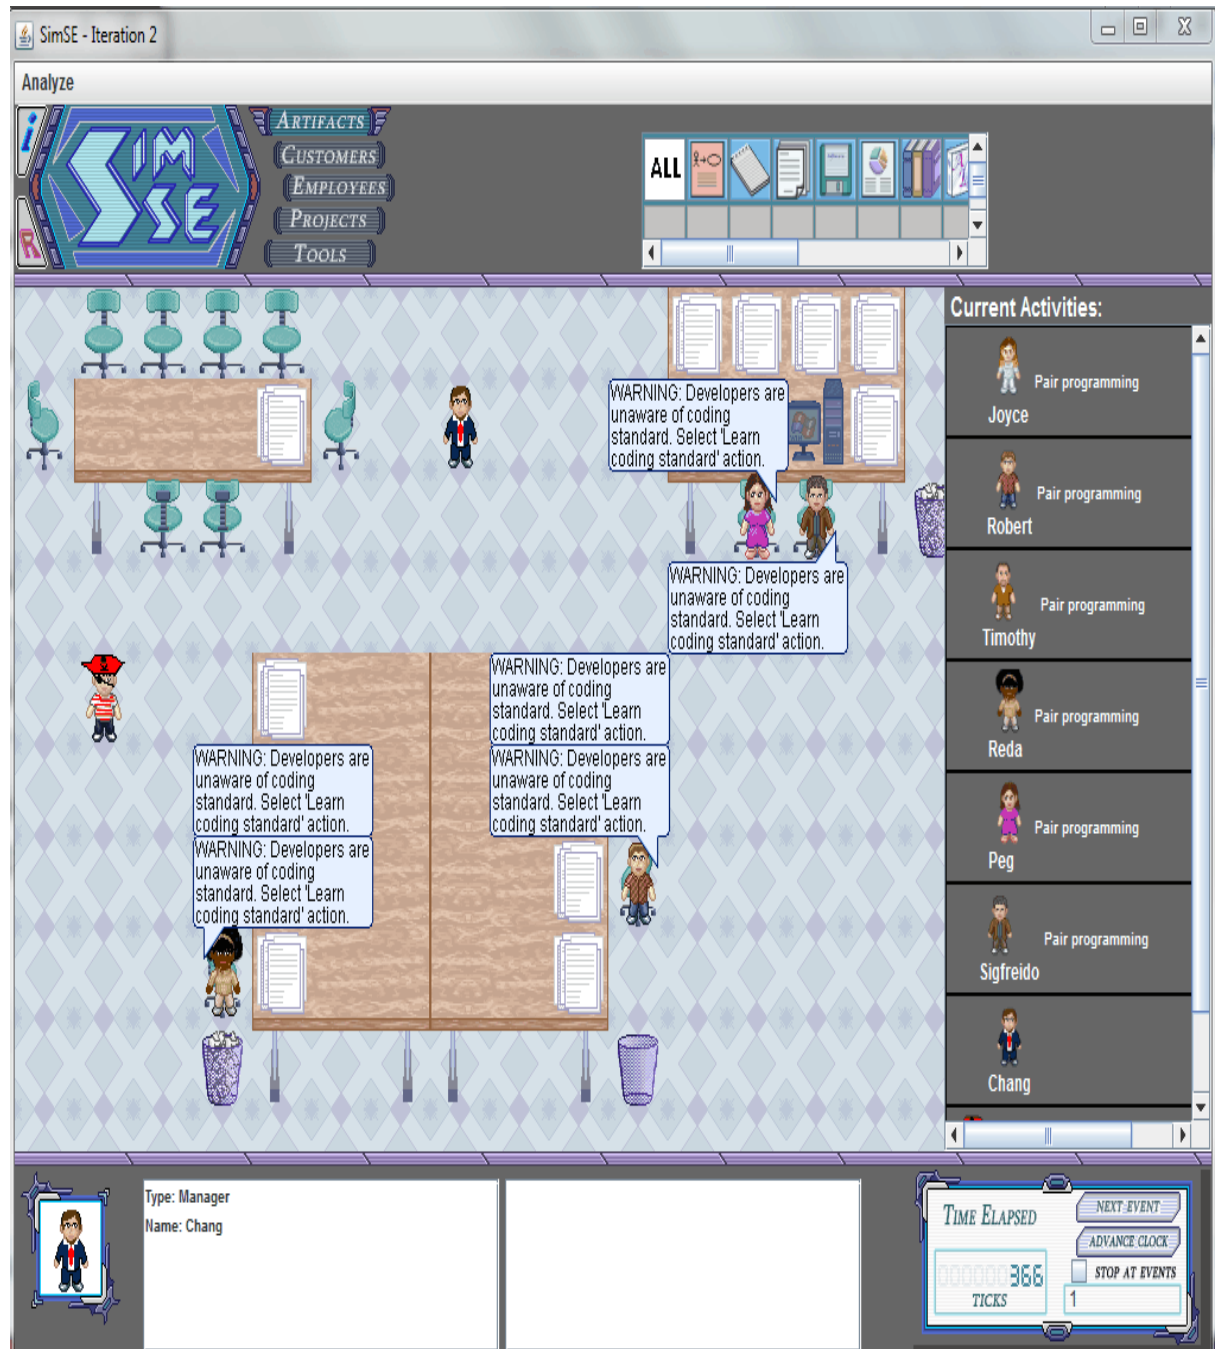 SimSE - Iteration 2
Analyze
i
R
SIM
SE
ARTIFACTS
CUSTOMERS
EMPLOYEES
PROJECTS
TOOLS
ALL
Current Activities:
Joyce
Pair programming
Robert
Pair programming
Timothy
Pair programming
Reda
Pair programming
Peg
Pair programming
Sigfreido
Pair programming
Chang
WARNING: Developers are
unaware of coding
standard. Select 'Learn
coding standard' action.
WARNING: Developers are
unaware of coding
standard. Select 'Learn
coding standard' action.
WARNING: Developers are
unaware of coding
standard. Select 'Learn
coding standard' action.
WARNING: Developers are
unaware of coding
standard. Select 'Learn
coding standard' action.
WARNING: Developers are
unaware of coding
standard. Select 'Learn
coding standard' action.
WARNING: Developers are
unaware of coding
standard. Select 'Learn
coding standard' action.
Type: Manager
Name: Chang
TIME ELAPSED
000000366
TICKS
NEXT EVENT
ADVANCE CLOCK
STOP AT EVENTS
1